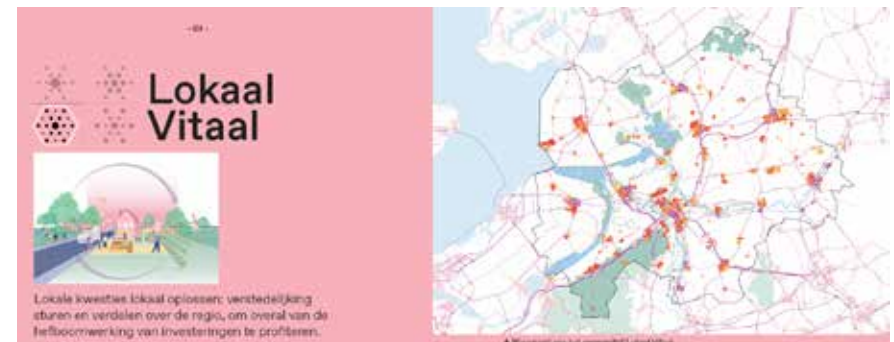 Lokaal
Vitaal
Lokale kwesties lokaal oplossen: verstedelijking
sturen en verdelen over de regio, om overal van de
hefboomwerking van investeringen te profiteren.